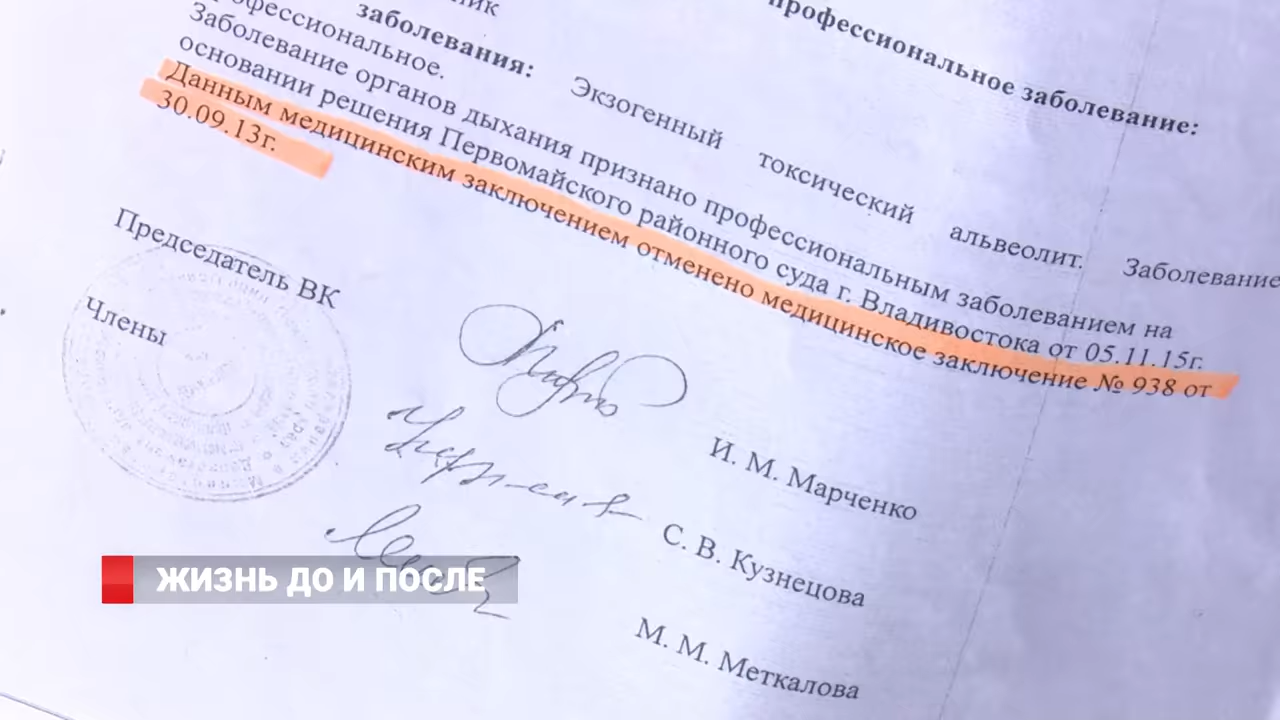 профессиональное заболевание:
заболевания: Экзогенный токсический альвеолит. Заболевание
Заболевание органов дыхания признано профессиональным заболеванием на
основании решения Первомайского районного суда г. Владивостока от 05.11.15г.
Данным медицинским заключением отменено медицинское заключение № 938 от
30.09.13г.
Председатель ВК
И. М. Марченко
Члены
С. В. Кузнецова
М. М. Меткалова
ЖИЗНЬ ДО И ПОСЛЕ